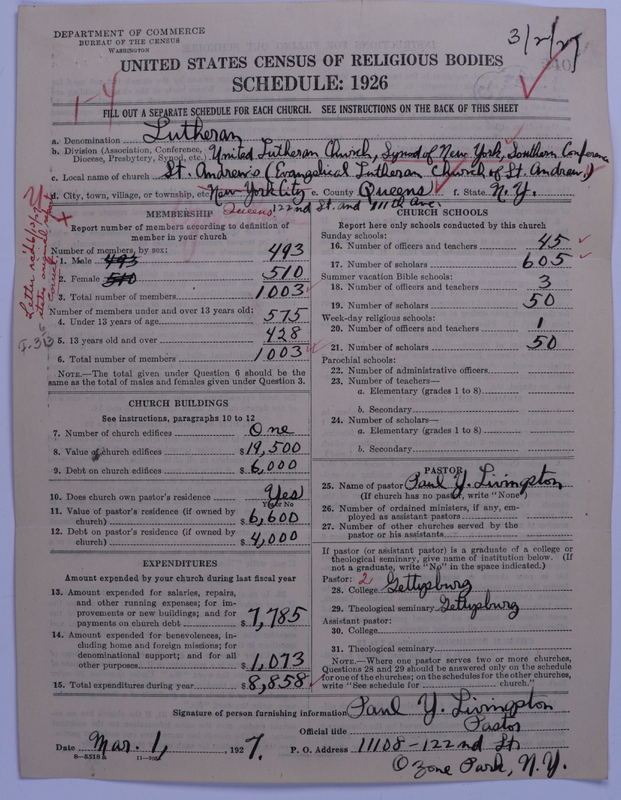 DEPARTMENT OF COMMERCE
BUREAU OF THE CENSUS
WASHINGTON
3/2/27
UNITED STATES CENSUS OF RELIGIOUS BODIES
SCHEDULE: 1926
1-4
FILL OUT A SEPARATE SCHEDULE FOR EACH CHURCH. SEE INSTRUCTIONS ON THE BACK OF THIS SHEET
a. Denomination Lutheran
b. Division (Association, Conference, Diocese, Presbytery, Synod, etc.) United Lutheran Church, Synod of New York, Southern Conference
c. Local name of church St. Andrew's (Evangelical Lutheran Church of St. Andrew)
d. City, town, village, or township, etc. New York City e. County Queens f. State N.Y.
Queens 122nd St. and 111th Ave.
MEMBERSHIP
Report number of members according to definition of
member in your church
Number of members, by sex:
1. Male 493 493
2. Female 510 510
3. Total number of members 1003
Number of members under and over 13 years old:
4. Under 13 years of age 575
5. 13 years old and over 428
6. Total number of members 1003
NOTE.—The total given under Question 6 should be
same as the total of males and females given under Question 3.
CHURCH BUILDINGS
See instructions, paragraphs 10 to 12
7. Number of church edifices One
8. Value of church edifices $19,500
9. Debt on church edifices $6,000
10. Does church own pastor's residence Yes
Yes or No
11. Value of pastor's residence (if owned by
church) $6,600
12. Debt on pastor's residence (if owned by
church) $4,000
EXPENDITURES
Amount expended by your church during last fiscal year
13. Amount expended for salaries, repairs,
and other running expenses; for im-
provements or new buildings; and for
payments on church debt $7,785
14. Amount expended for benevolences, in-
cluding home and foreign missions; for
denominational support; and for all
other purposes $1,073
15. Total expenditures during year $8,858
CHURCH SCHOOLS
Report here only schools conducted by this church
Sunday schools:
16. Number of officers and teachers 45
17. Number of scholars 605
Summer vacation Bible schools:
18. Number of officers and teachers 3
19. Number of scholars 50
Week-day religious schools:
20. Number of officers and teachers 1
21. Number of scholars 50
Parochial schools:
22. Number of administrative officers
23. Number of teachers—
a. Elementary (grades 1 to 8)
b. Secondary
24. Number of scholars—
a. Elementary (grades 1 to 8)
b. Secondary
PASTOR
25. Name of pastor Paul Y. Livingston
(If church has no pastor, write "None")
26. Number of ordained ministers, if any, em-
ployed as assistant pastors
27. Number of other churches served by the
pastor or his assistants
If pastor (or assistant pastor) is a graduate of a college or
theological seminary, give name of institution below. (If
not a graduate, write "No" in the space indicated.)
Pastor: 2
28. College Gettysburg
29. Theological seminary Gettysburg
Assistant pastor:
30. College
31. Theological seminary
NOTE.—Where one pastor serves two or more churches,
Questions 28 and 29 should be answered only on the schedule
for one of the churches; on the schedules for the other churches,
write "See schedule for church."
Signature of person furnishing information Paul Y. Livingston
Official title Pastor
Date Mar. 1, 1927. P. O. Address 11108-122nd St.
8-5318a
Ozone Park, N.Y.